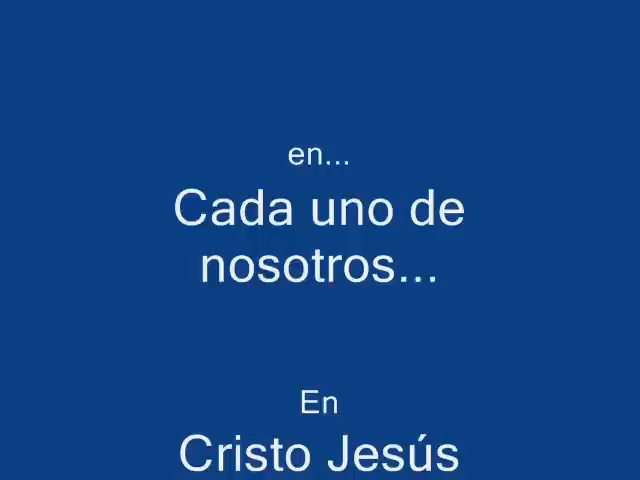 en...
Cada uno de
nosotros...
En
Cristo Jesús